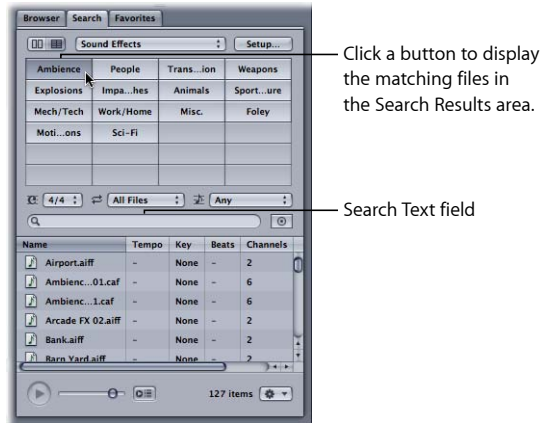 Browser Search Favorites
Sound Effects Setup...
Ambience People Trans...ion Weapons
Explosions Impa...hes Animals Sport...ure
Mech/Tech Work/Home Misc. Foley
Moti...ons Sci-Fi
4/4 All Files Any
Name Tempo Key Beats Channels
Airport.aiff - None - 2
Ambienc...01.caf - None - 6
Ambienc...1.caf - None - 6
Arcade FX 02.aiff - None - 2
Bank.aiff - None - 2
Barn Yard.aiff - None - 2
127 items
Click a button to display
the matching files in
the Search Results area.
Search Text field